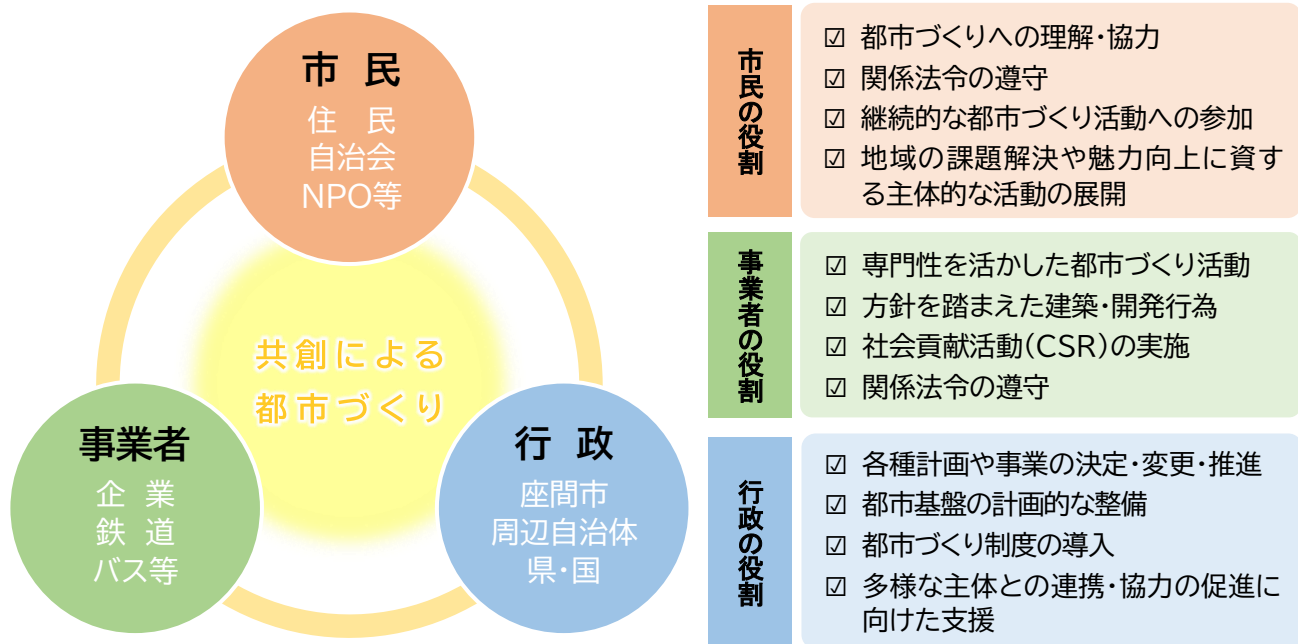 市 民
住 民
自治会
NPO等
共創による
都市づくり
事業者
企 業
鉄 道
バス等
行 政
座間市
周辺自治体
県・国
市民の役割
☑ 都市づくりへの理解・協力
☑ 関係法令の遵守
☑ 継続的な都市づくり活動への参加
☑ 地域の課題解決や魅力向上に資す
る主体的な活動の展開
事業者の役割
☑ 専門性を活かした都市づくり活動
☑ 方針を踏まえた建築・開発行為
☑ 社会貢献活動(CSR)の実施
☑ 関係法令の遵守
行政の役割
☑ 各種計画や事業の決定・変更・推進
☑ 都市基盤の計画的な整備
☑ 都市づくり制度の導入
☑ 多様な主体との連携・協力の促進に
向けた支援